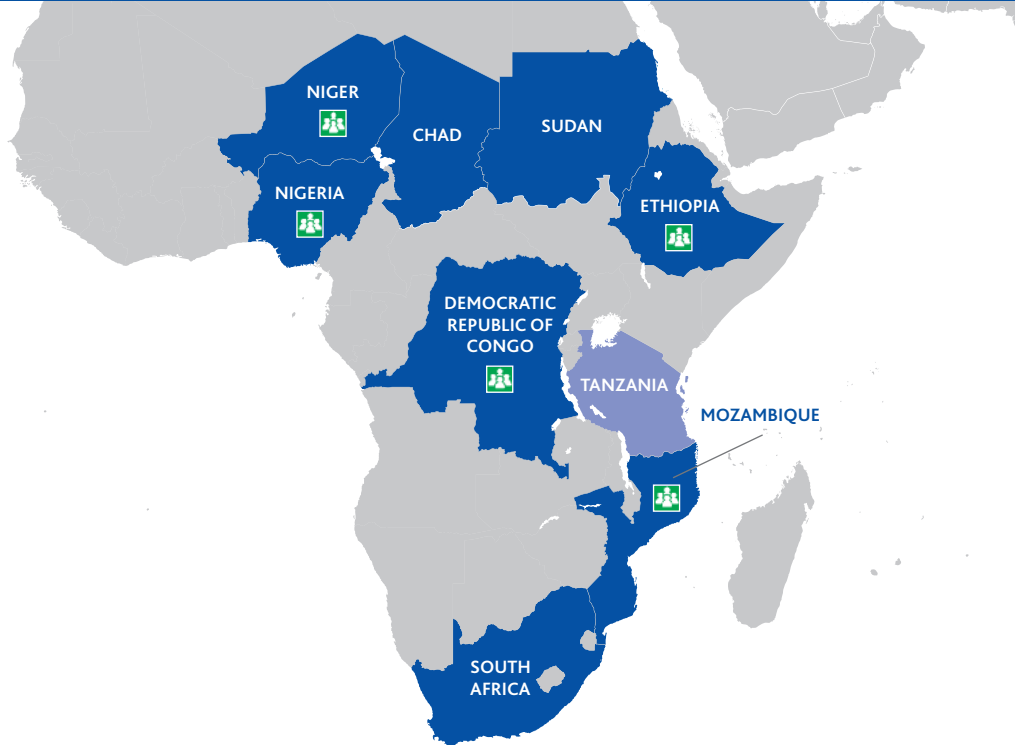 NIGER
CHAD
SUDAN
NIGERIA
ETHIOPIA
DEMOCRATIC
REPUBLIC OF
CONGO
TANZANIA
MOZAMBIQUE
SOUTH
AFRICA